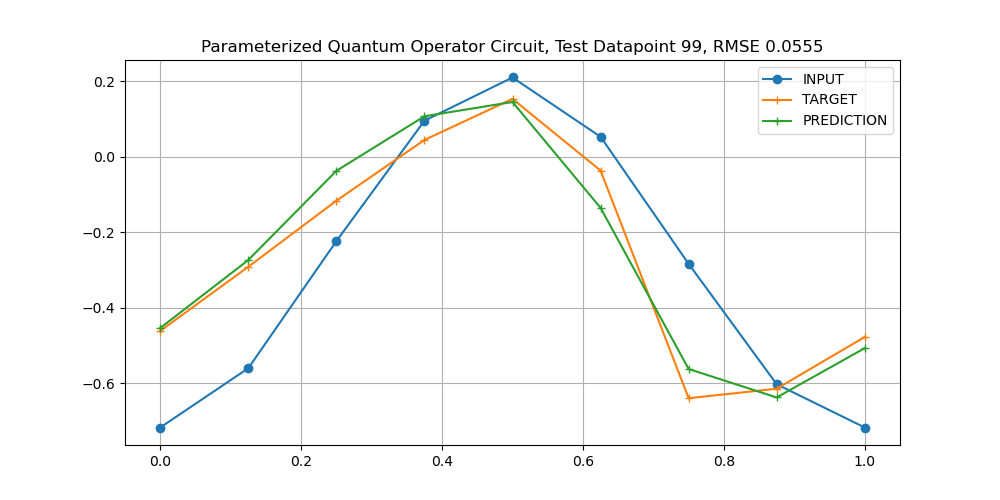 Parameterized Quantum Operator Circuit, Test Datapoint 99, RMSE 0.0555
INPUT
TARGET
PREDICTION
0.2
0.0
−0.2
−0.4
−0.6
0.0 0.2 0.4 0.6 0.8 1.0